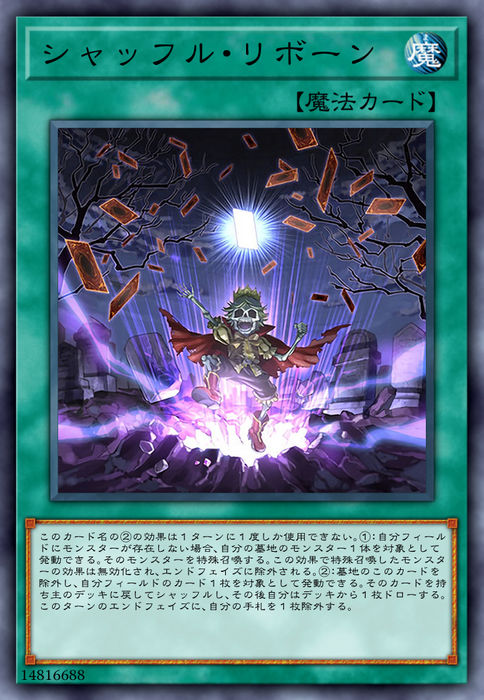 シャッフル・リボーン
魔
【魔法カード】
このカード名の②の効果は1ターンに1度しか使用できない。①:自分フィール
ドにモンスターが存在しない場合、自分の墓地のモンスター1体を対象として
発動できる。そのモンスターを特殊召喚する。この効果で特殊召喚したモンスタ
ーの効果は無効化され、エンドフェイズに除外される。②:墓地のこのカードを
除外し、自分フィールドのカード1枚を対象として発動できる。そのカードを持
ち主のデッキに戻してシャッフルし、その後自分はデッキから1枚ドローする。
このターンのエンドフェイズに、自分の手札を1枚除外する。
14816688